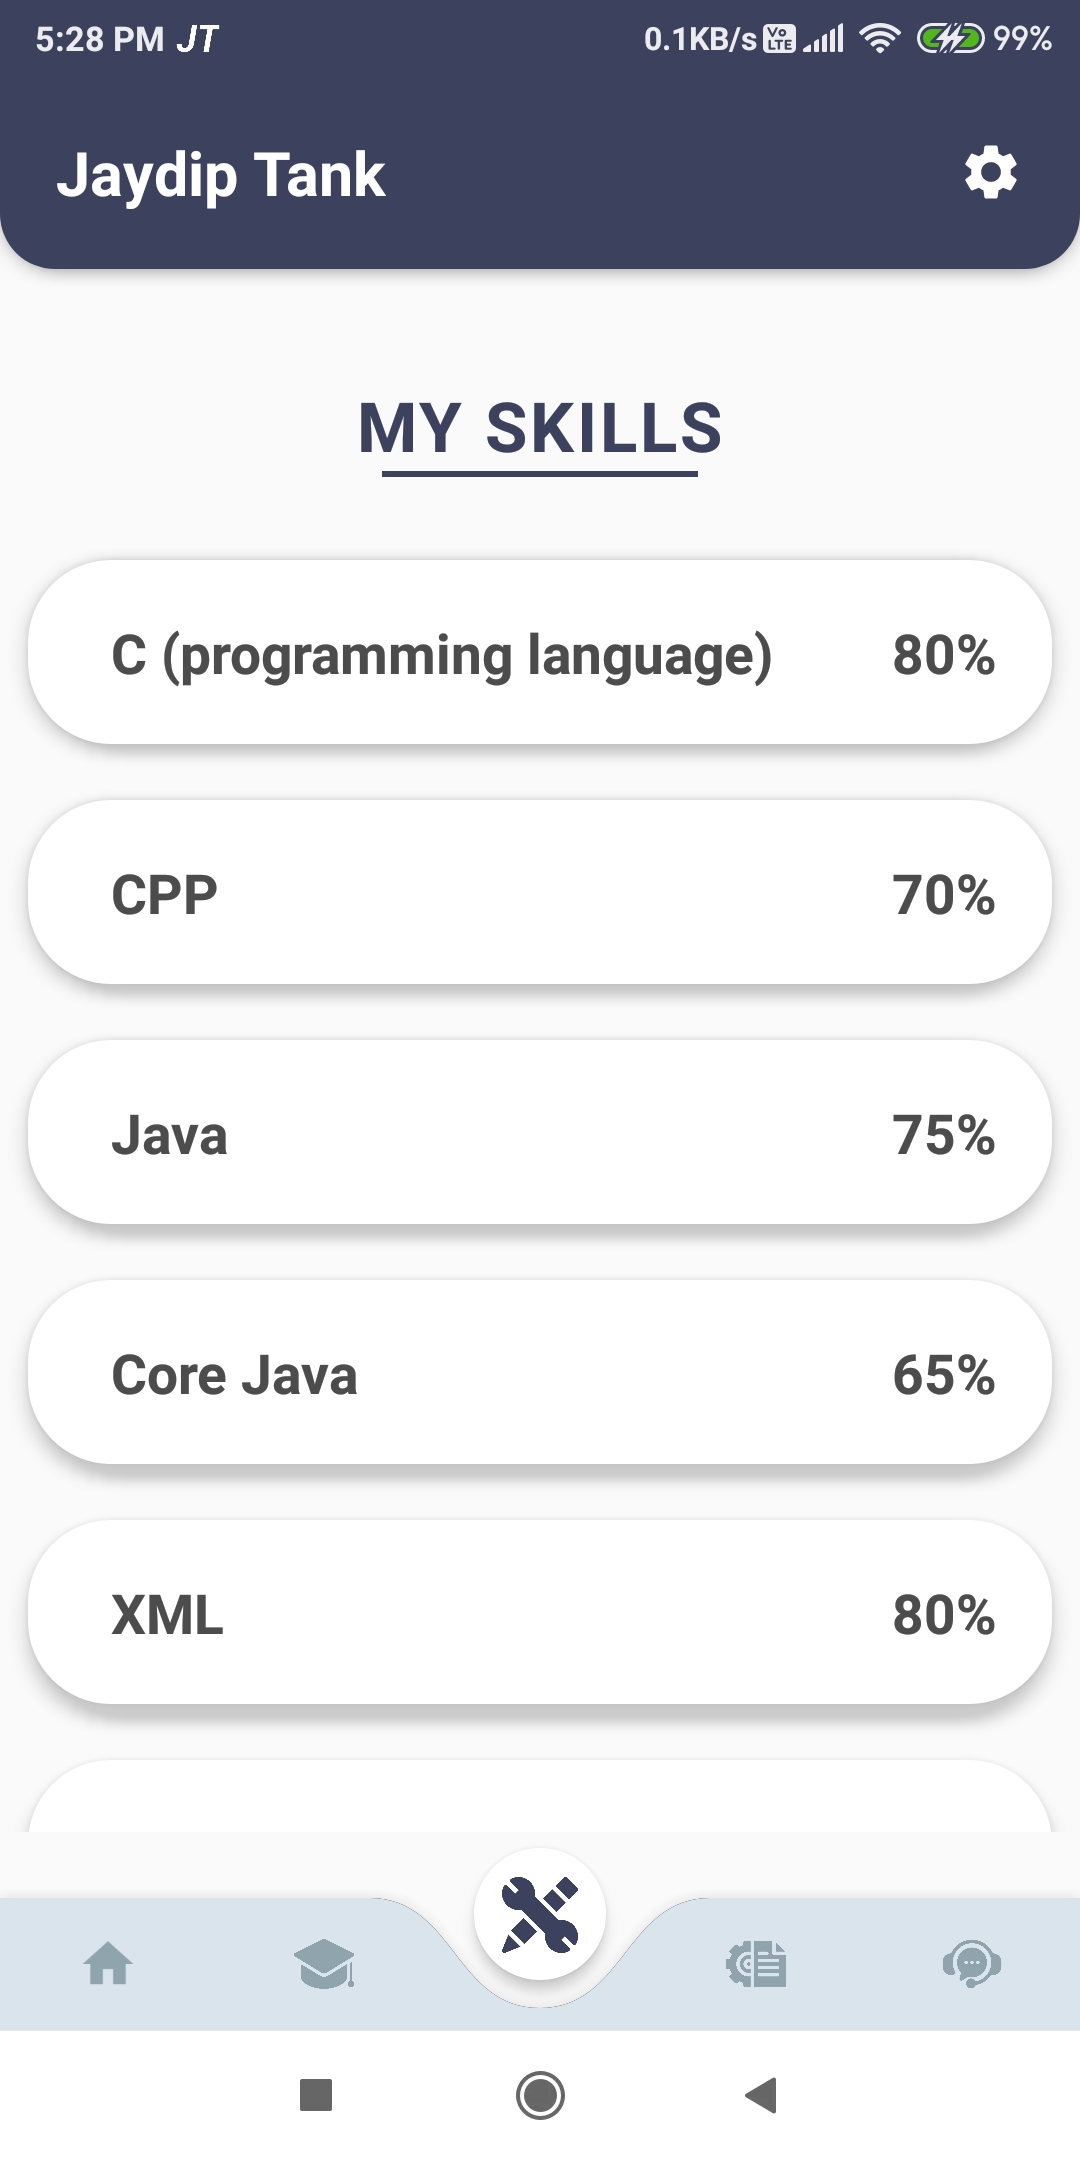 5:28 PM JT 0.1KB/s Vo LTE 99%
Jaydip Tank
MY SKILLS
C (programming language) 80%
CPP 70%
Java 75%
Core Java 65%
XML 80%